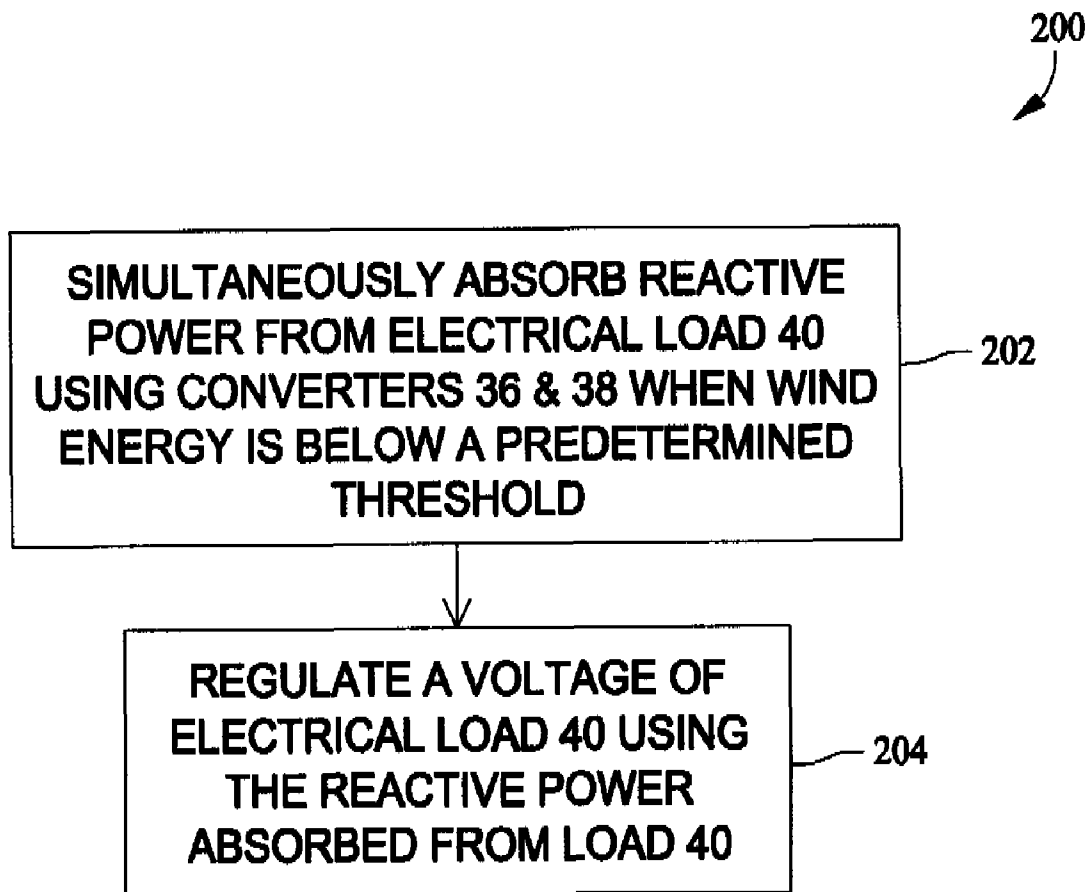 200
SIMULTANEOUSLY ABSORB REACTIVE
POWER FROM ELECTRICAL LOAD 40
USING CONVERTERS 36 & 38 WHEN WIND
ENERGY IS BELOW A PREDETERMINED
THRESHOLD
202
REGULATE A VOLTAGE OF
ELECTRICAL LOAD 40 USING
THE REACTIVE POWER
ABSORBED FROM LOAD 40
204